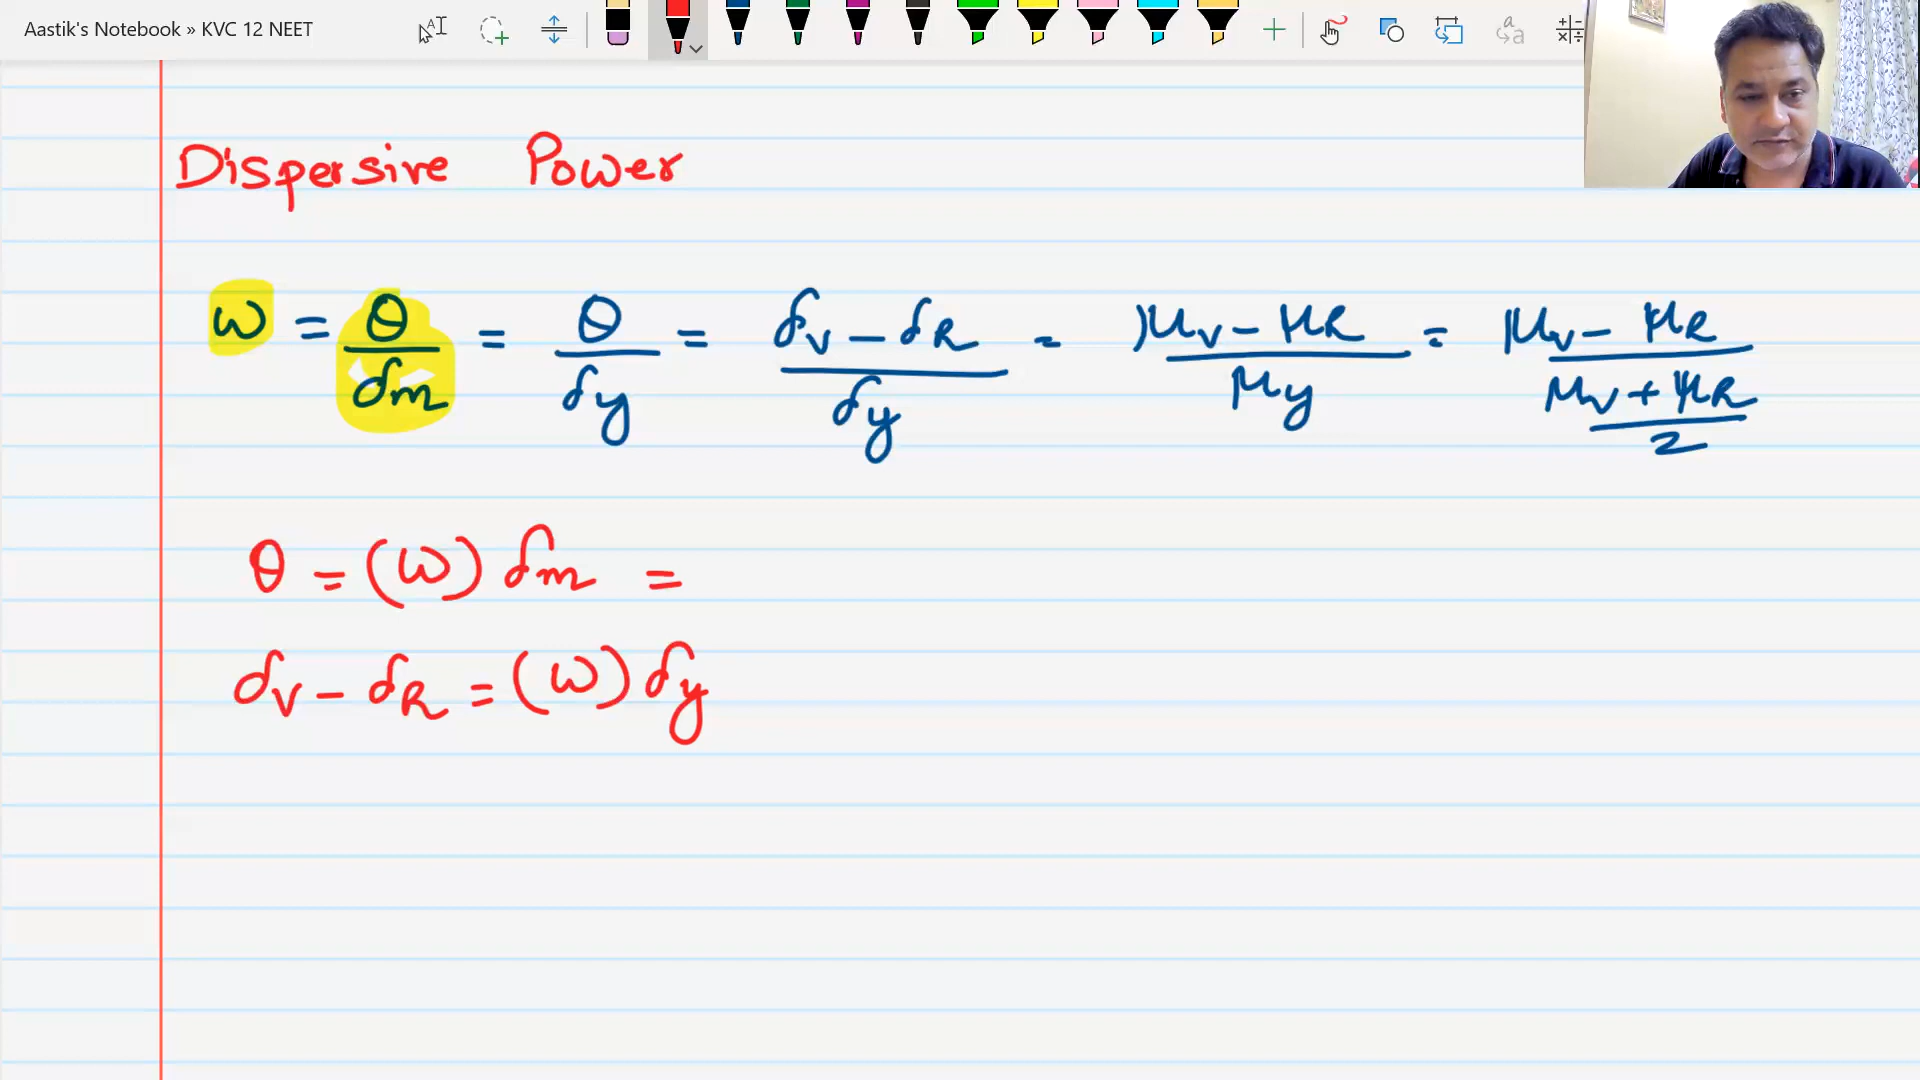 Aastik's Notebook » KVC 12 NEET
Dispersive Power
ω = θ/δm = θ/δy = (δv - δR)/δy = (μv - μR)/μy = (μv - μR)/((μv + μR)/2)
θ = (ω) δm =
δv - δR = (ω) δy